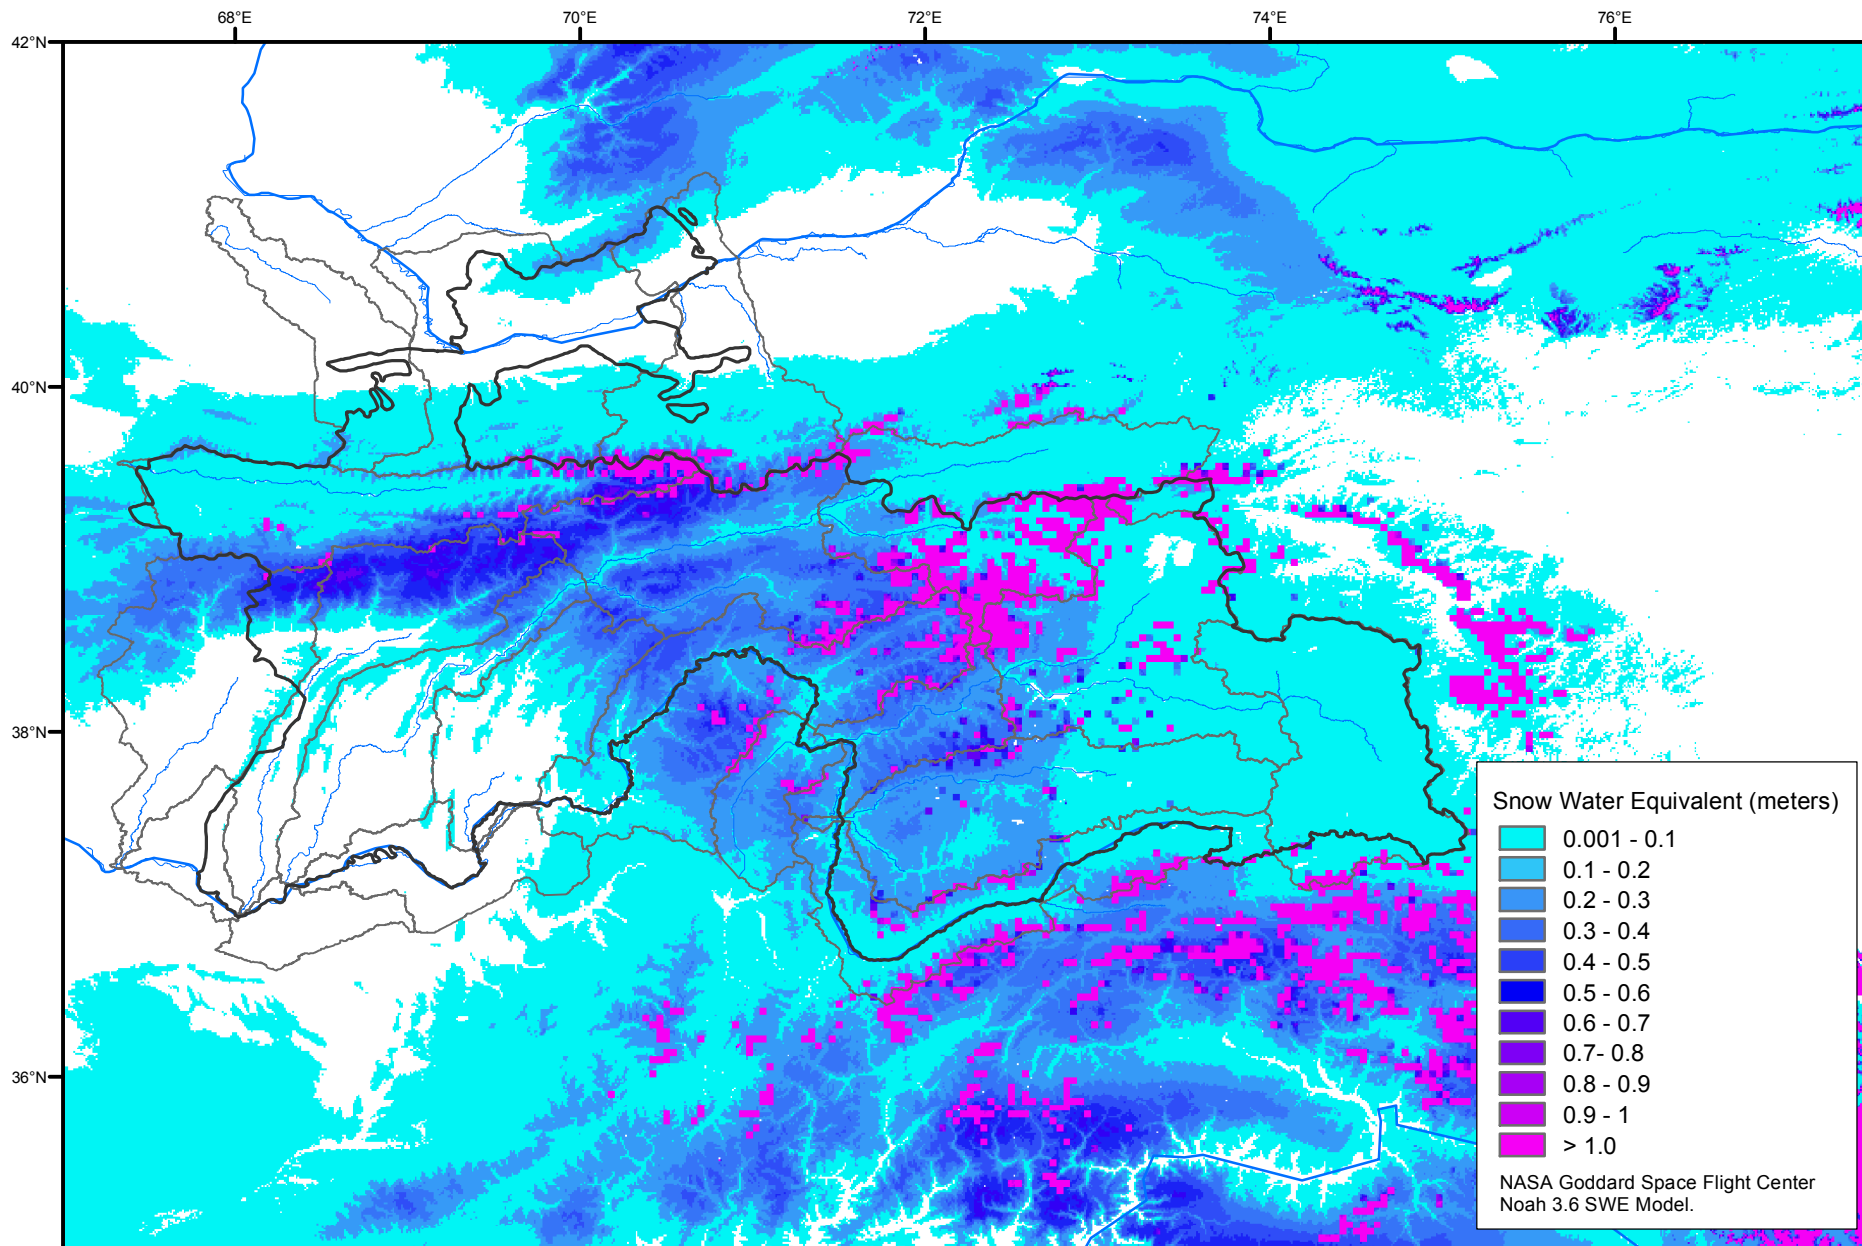 68°E 70°E 72°E 74°E 76°E
42°N
40°N
38°N
36°N
Snow Water Equivalent (meters)
0.001 - 0.1
0.1 - 0.2
0.2 - 0.3
0.3 - 0.4
0.4 - 0.5
0.5 - 0.6
0.6 - 0.7
0.7- 0.8
0.8 - 0.9
0.9 - 1
> 1.0
NASA Goddard Space Flight Center
Noah 3.6 SWE Model.